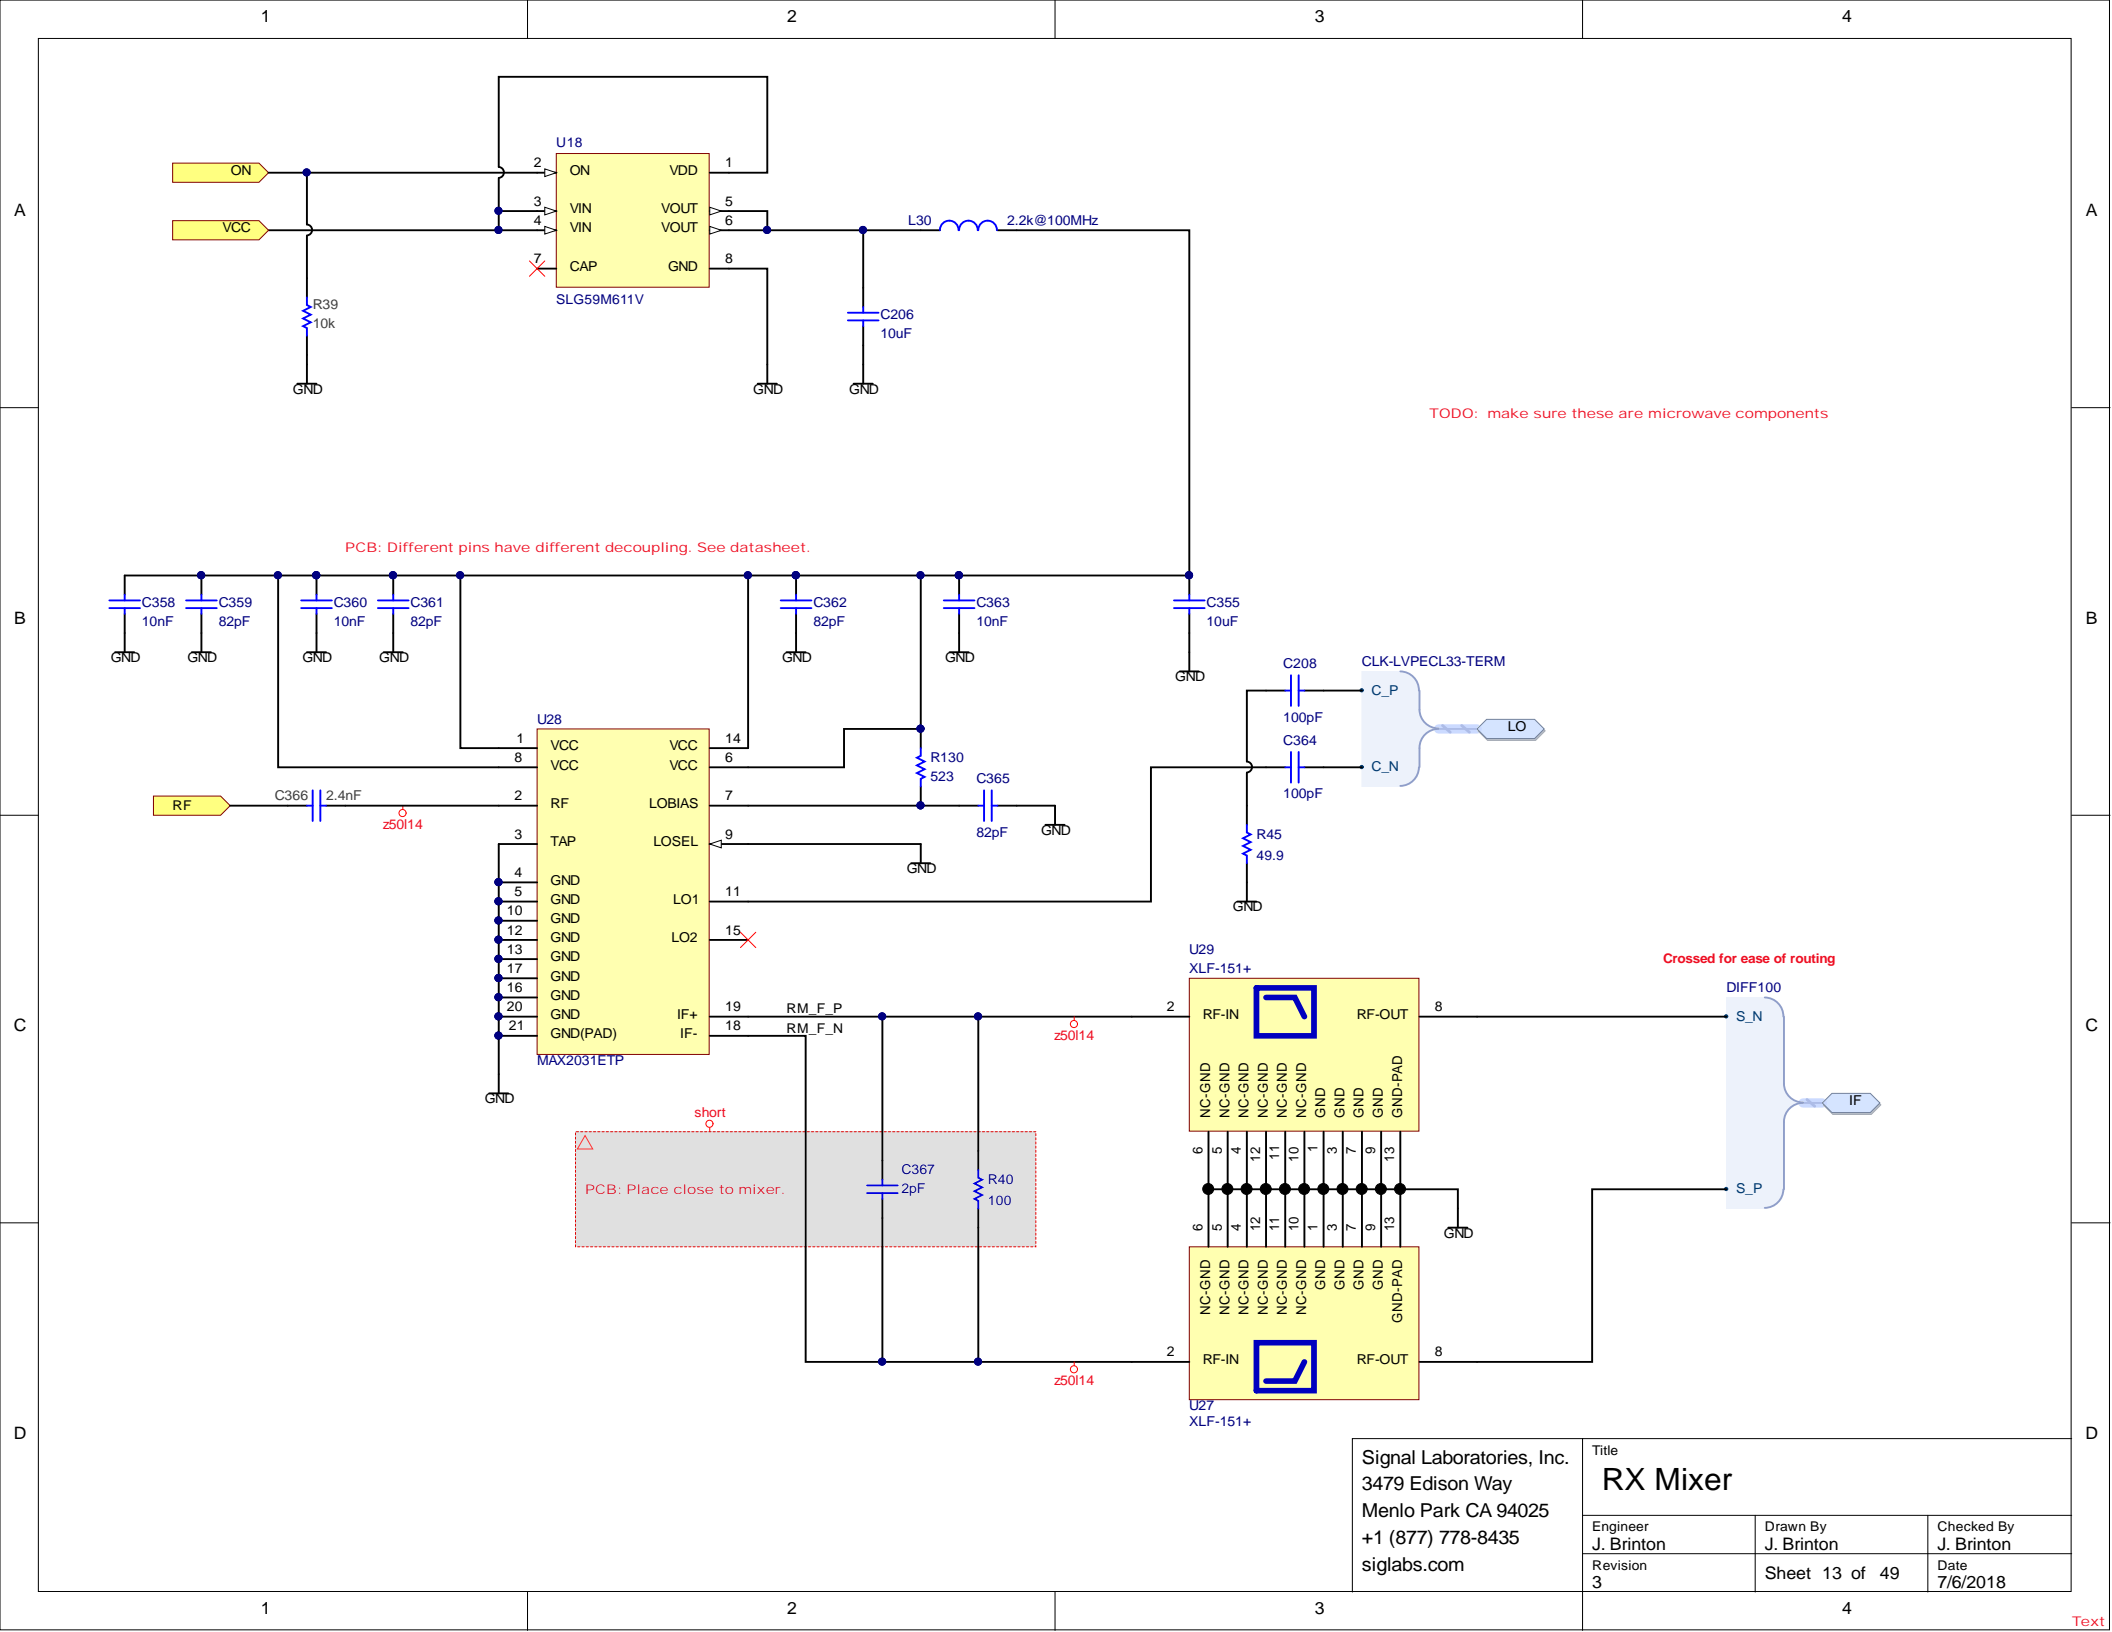 1
2
3
4
A
A
U18
ON
2
ON
VDD
1
3
VIN
VOUT
5
VCC
4
VIN
VOUT
6
L30
2.2k@100MHz
7
CAP
GND
8
SLG59M611V
R39
10k
C206
10uF
GND
GND
GND
TODO: make sure these are microwave components
PCB: Different pins have different decoupling. See datasheet.
B
B
C358
10nF
C359
82pF
C360
10nF
C361
82pF
C362
82pF
C363
10nF
C355
10uF
GND
GND
GND
GND
GND
GND
GND
C208
100pF
CLK-LVPECL33-TERM
C_P
C364
100pF
C_N
LO
U28
1
VCC
VCC
14
8
VCC
VCC
6
R130
523
C365
82pF
GND
RF
C366
2.4nF
z50l14
2
RF
LOBIAS
7
3
TAP
LOSEL
9
GND
R45
49.9
GND
4
GND
5
GND
LO1
11
10
GND
12
GND
LO2
15
13
GND
17
GND
16
GND
20
GND
IF+
19
RM_F_P
21
GND(PAD)
IF-
18
RM_F_N
MAX2031ETP
GND
U29
XLF-151+
Crossed for ease of routing
DIFF100
C
C
z50l14
2
RF-IN
RF-OUT
8
S_N
NC-GND
NC-GND
NC-GND
NC-GND
NC-GND
NC-GND
GND
GND
GND
GND
GND-PAD
IF
short
6
5
4
12
11
10
1
3
7
9
13
PCB: Place close to mixer.
C367
2pF
R40
100
S_P
6
5
4
12
11
10
1
3
7
9
13
GND
NC-GND
NC-GND
NC-GND
NC-GND
NC-GND
NC-GND
GND
GND
GND
GND
GND-PAD
z50l14
2
RF-IN
RF-OUT
8
U27
XLF-151+
D
D
Signal Laboratories, Inc.
3479 Edison Way
Menlo Park CA 94025
+1 (877) 778-8435
siglabs.com
Title
RX Mixer
Engineer
J. Brinton
Drawn By
J. Brinton
Checked By
J. Brinton
Revision
3
Sheet 13 of 49
Date
7/6/2018
1
2
3
4
Text